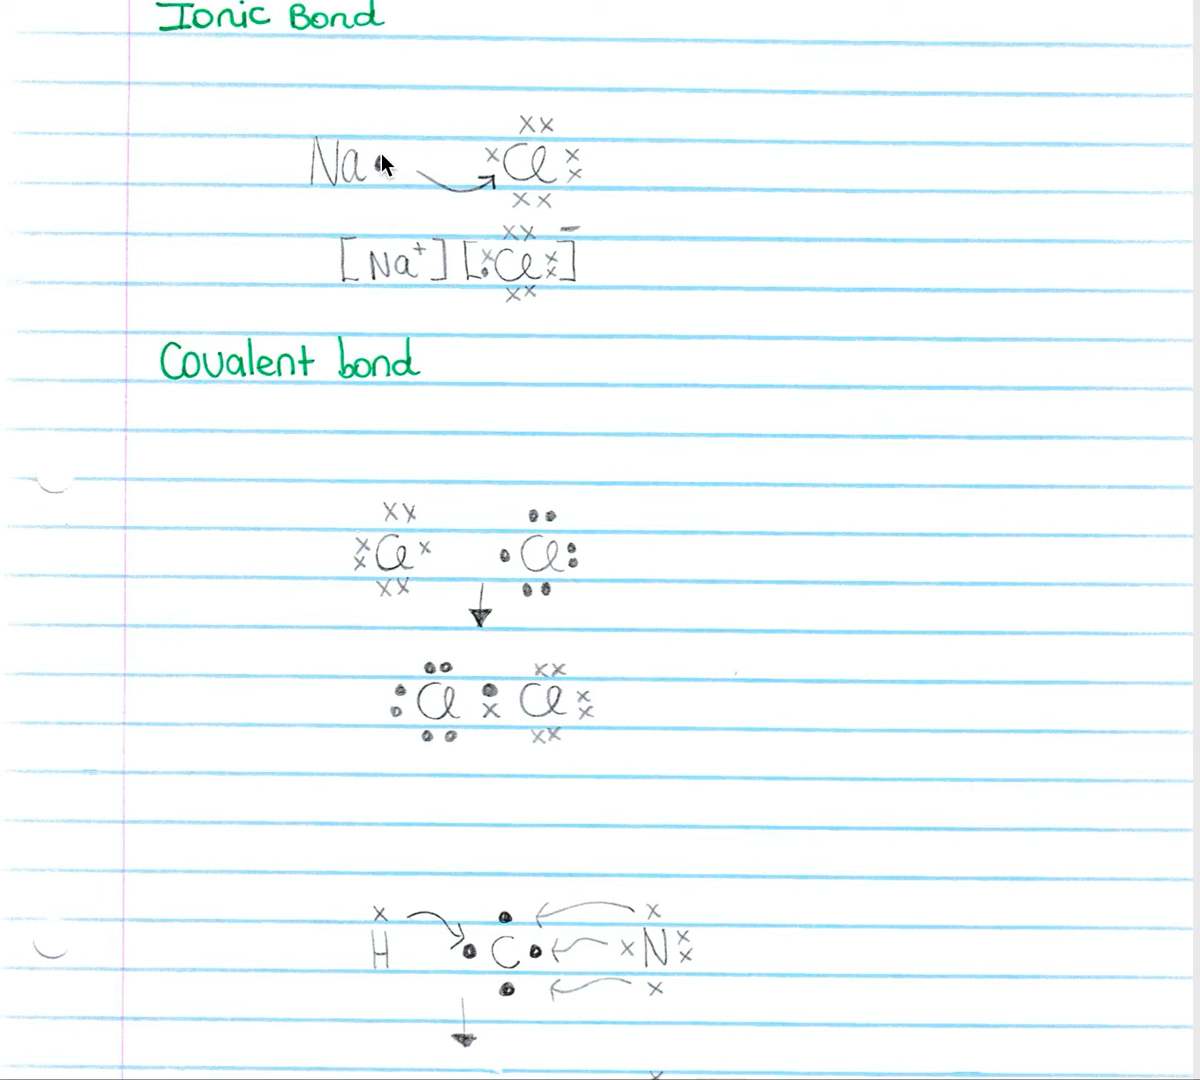 Ionic Bond
Na Cl
[Na⁺] [Cl]⁻
Covalent bond
Cl Cl
Cl Cl
H C N